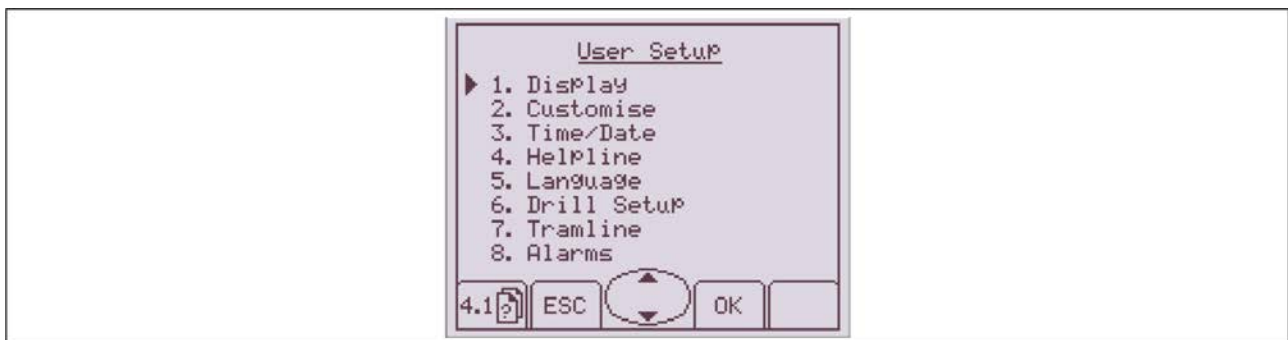 User Setup
1. Display
2. Customise
3. Time/Date
4. Helpline
5. Language
6. Drill Setup
7. Tramline
8. Alarms
4.1 ? ESC OK